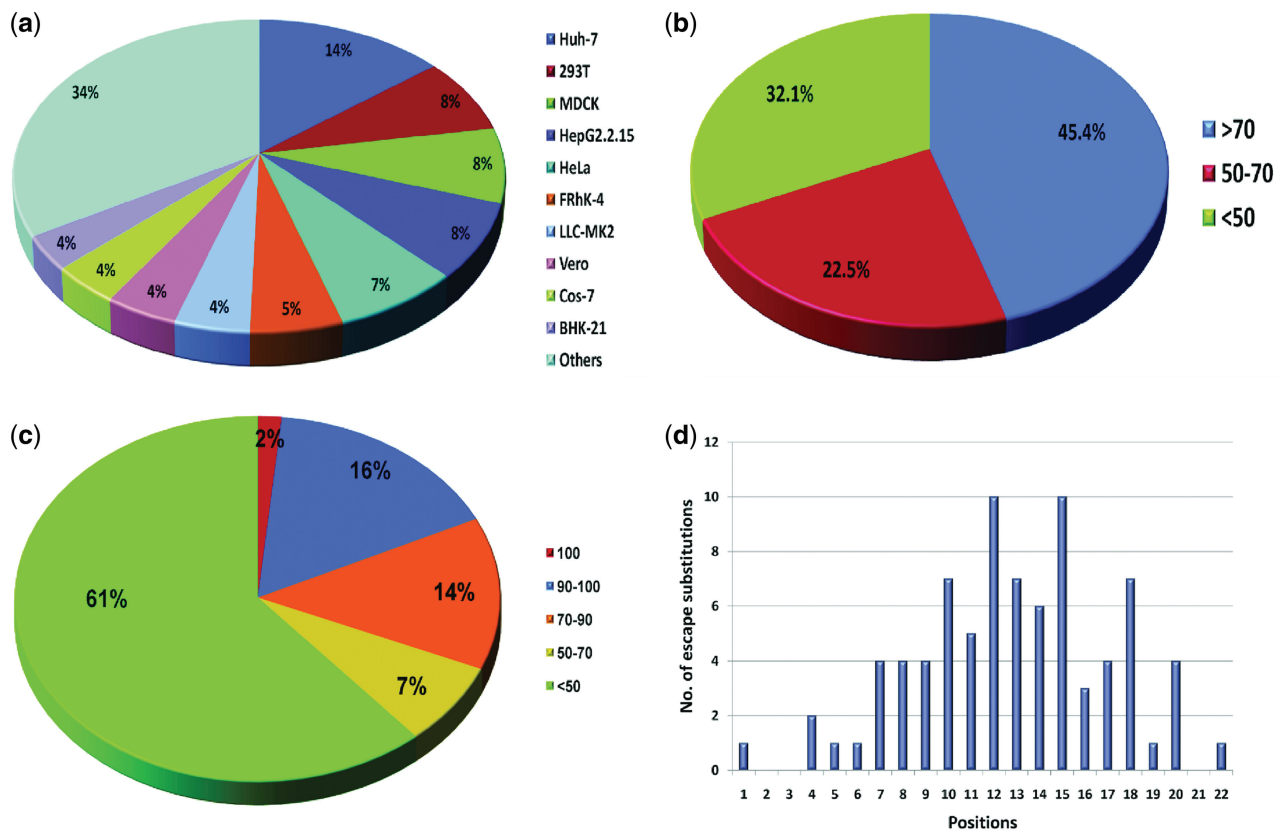 (a)
14%
8%
8%
8%
7%
5%
4%
4%
4%
4%
34%
Huh-7
293T
MDCK
HepG2.2.15
HeLa
FRhK-4
LLC-MK2
Vero
Cos-7
BHK-21
Others
(b)
32.1%
45.4%
22.5%
>70
50-70
<50
(c)
2%
16%
14%
7%
61%
100
90-100
70-90
50-70
<50
(d)
No. of escape substitutions
12
10
8
6
4
2
0
1 2 3 4 5 6 7 8 9 10 11 12 13 14 15 16 17 18 19 20 21 22
Positions